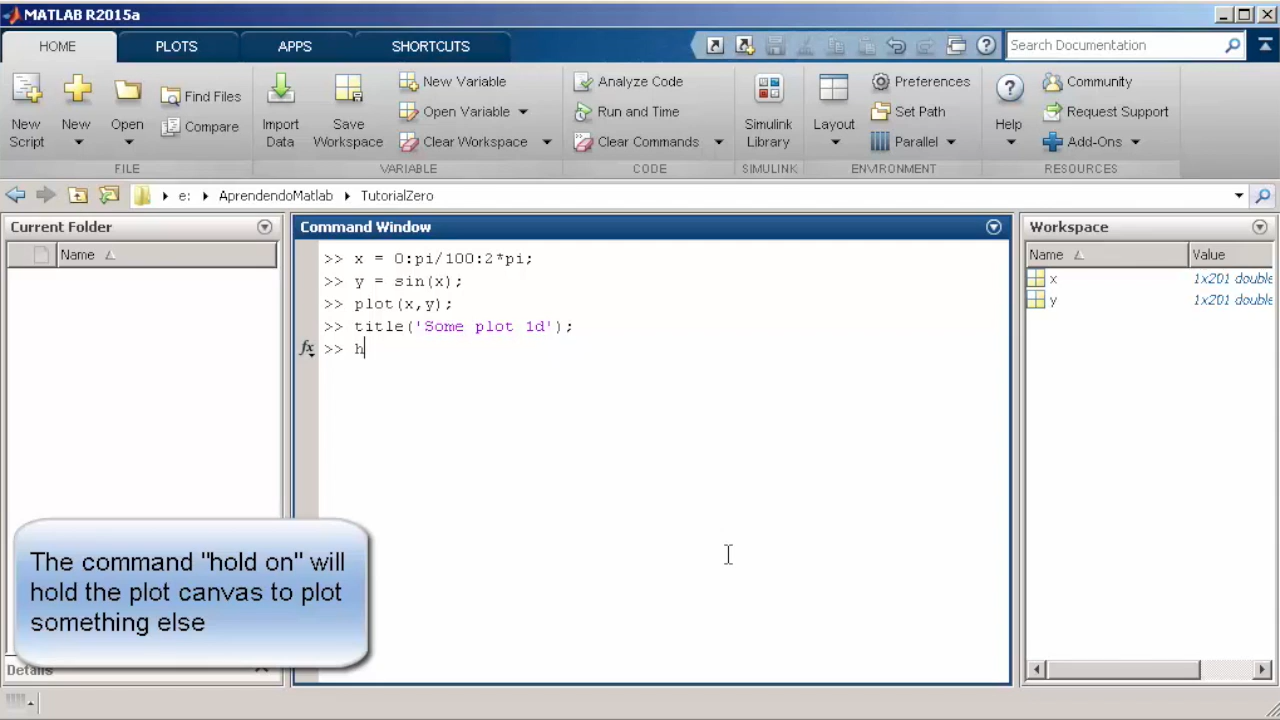 MATLAB R2015a
HOME PLOTS APPS SHORTCUTS Search Documentation
New Script New Open Find Files Compare Import Data Save Workspace New Variable Open Variable Clear Workspace Analyze Code Run and Time Clear Commands Simulink Library Layout Preferences Set Path Parallel Help Community Request Support Add-Ons
FILE VARIABLE CODE SIMULINK ENVIRONMENT RESOURCES
e: AprendendoMatlab TutorialZero
Current Folder
Name
Command Window
>> x = 0:pi/100:2*pi;
>> y = sin(x);
>> plot(x,y);
>> title('Some plot 1d');
fx >> h
Workspace
Name Value
x 1x201 double
y 1x201 double
The command "hold on" will
hold the plot canvas to plot
something else
Details